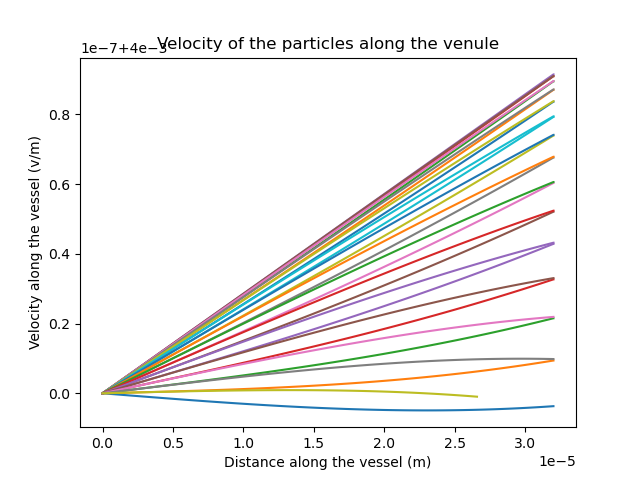 Velocity of the particles along the venule
1e−7+4e−3
0.8
0.6
0.4
0.2
0.0
Velocity along the vessel (v/m)
0.0 0.5 1.0 1.5 2.0 2.5 3.0
1e−5
Distance along the vessel (m)